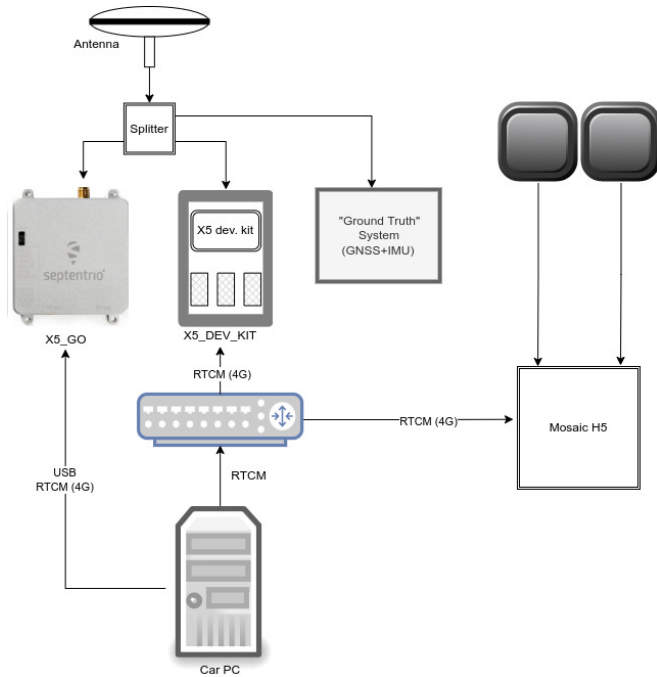 Antenna
Splitter
septentrio
X5_GO
X5 dev. kit
X5_DEV_KIT
"Ground Truth"
System
(GNSS+IMU)
RTCM (4G)
RTCM (4G)
Mosaic H5
USB
RTCM (4G)
RTCM
Car PC